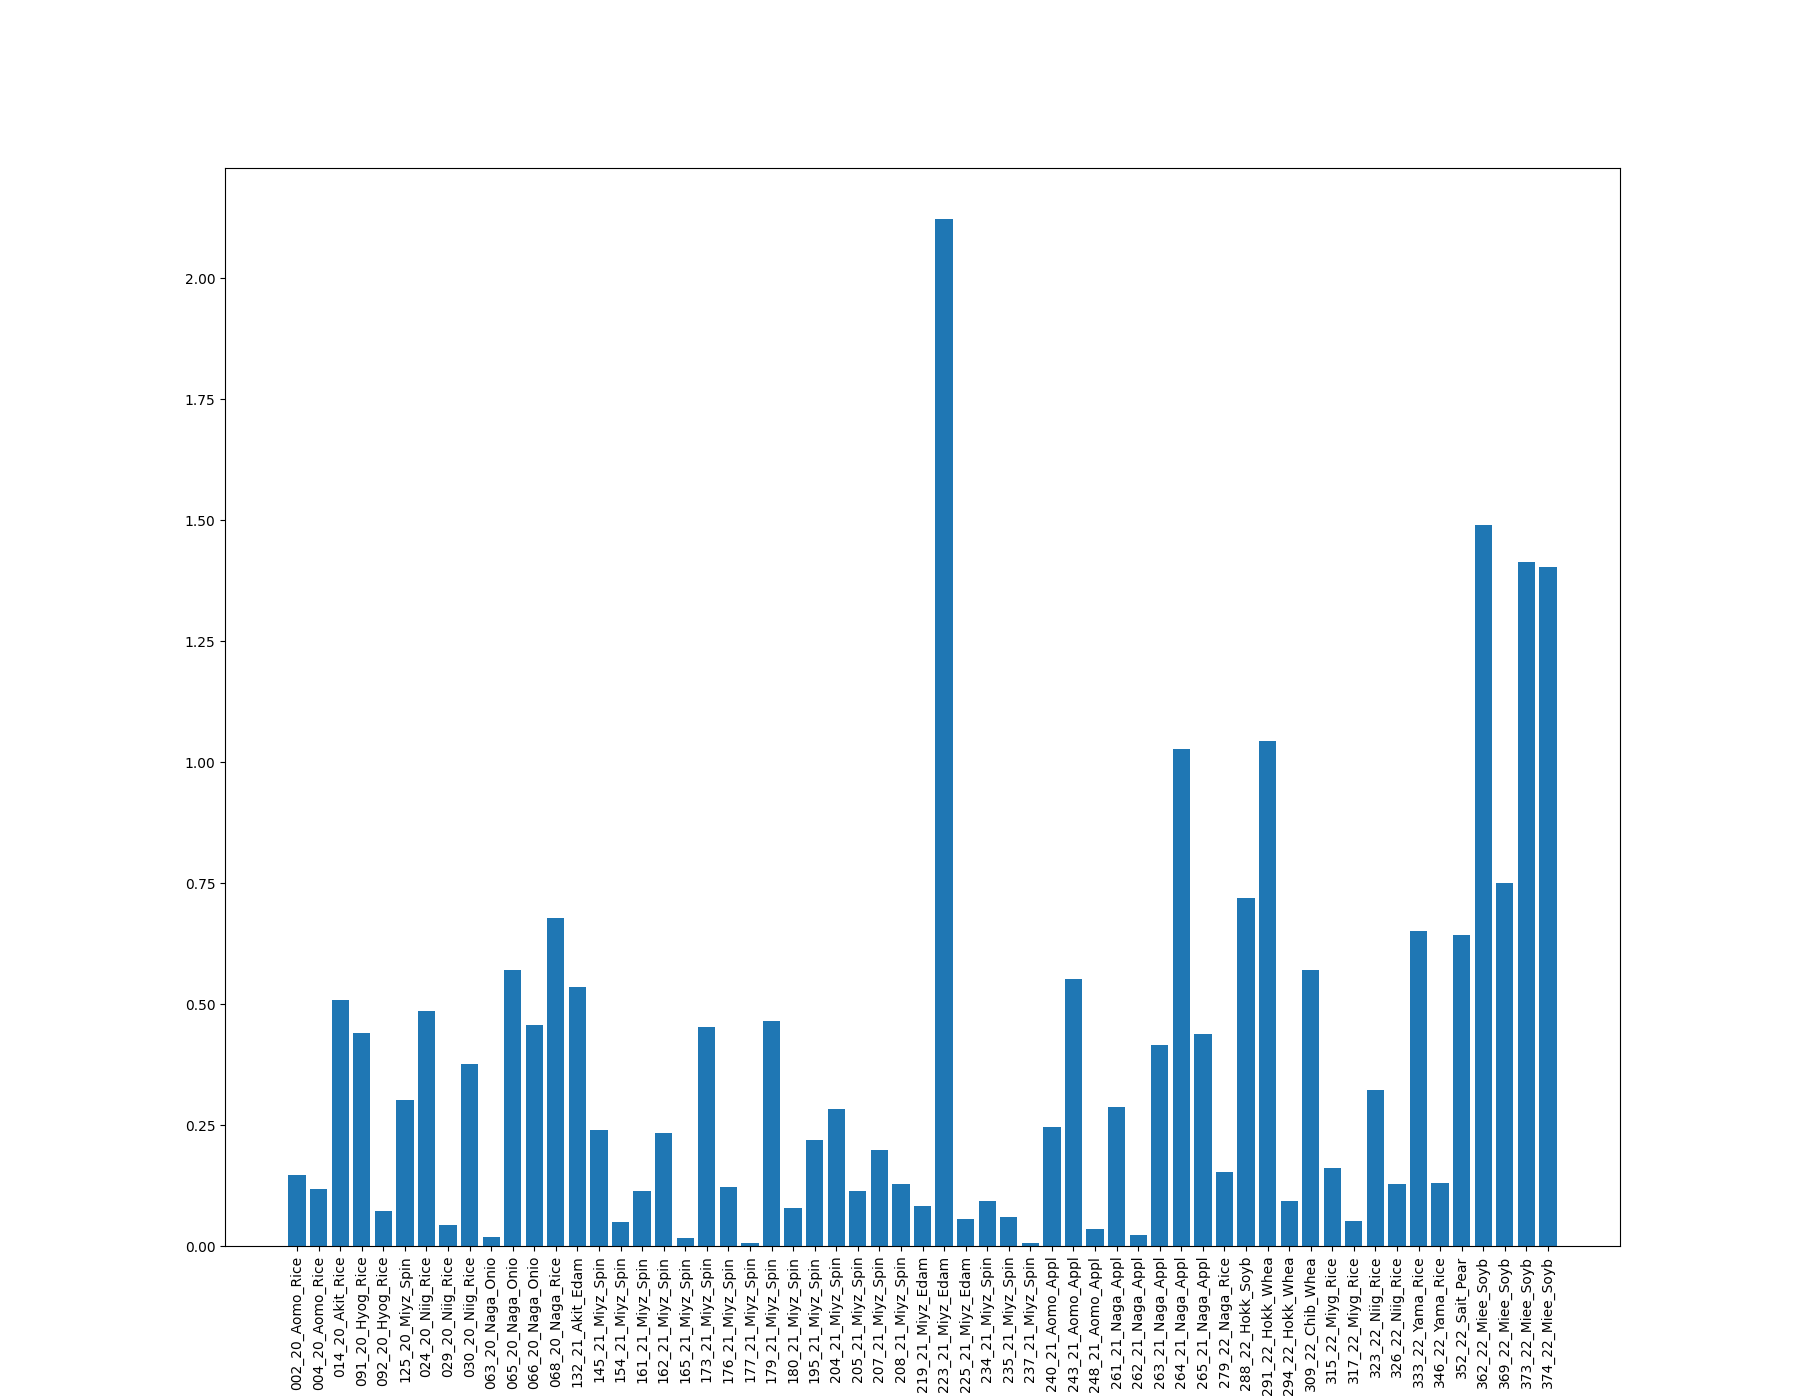 2.00
1.75
1.50
1.25
1.00
0.75
0.50
0.25
0.00
002_20_Aomo_Rice
004_20_Aomo_Rice
014_20_Akit_Rice
091_20_Hyog_Rice
092_20_Hyog_Rice
125_20_Miyz_Spin
024_20_Niig_Rice
029_20_Niig_Rice
030_20_Niig_Rice
063_20_Naga_Onio
065_20_Naga_Onio
066_20_Naga_Onio
068_20_Naga_Rice
132_21_Akit_Edam
145_21_Miyz_Spin
154_21_Miyz_Spin
161_21_Miyz_Spin
162_21_Miyz_Spin
165_21_Miyz_Spin
173_21_Miyz_Spin
176_21_Miyz_Spin
177_21_Miyz_Spin
179_21_Miyz_Spin
180_21_Miyz_Spin
195_21_Miyz_Spin
204_21_Miyz_Spin
205_21_Miyz_Spin
207_21_Miyz_Spin
208_21_Miyz_Spin
219_21_Miyz_Edam
223_21_Miyz_Edam
225_21_Miyz_Edam
234_21_Miyz_Spin
235_21_Miyz_Spin
237_21_Miyz_Spin
240_21_Aomo_Appl
243_21_Aomo_Appl
248_21_Aomo_Appl
261_21_Naga_Appl
262_21_Naga_Appl
263_21_Naga_Appl
264_21_Naga_Appl
265_21_Naga_Appl
279_22_Naga_Rice
288_22_Hokk_Soyb
291_22_Hokk_Whea
294_22_Hokk_Whea
309_22_Chib_Whea
315_22_Miyg_Rice
317_22_Miyg_Rice
323_22_Niig_Rice
326_22_Niig_Rice
333_22_Yama_Rice
346_22_Yama_Rice
352_22_Sait_Pear
362_22_Miee_Soyb
369_22_Miee_Soyb
373_22_Miee_Soyb
374_22_Miee_Soyb